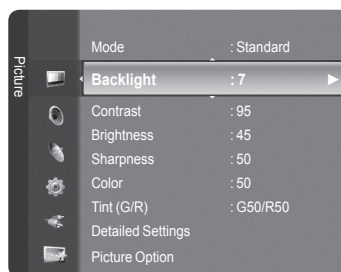 Picture
Mode : Standard
Backlight : 7
Contrast : 95
Brightness : 45
Sharpness : 50
Color : 50
Tint (G/R) : G50/R50
Detailed Settings
Picture Option